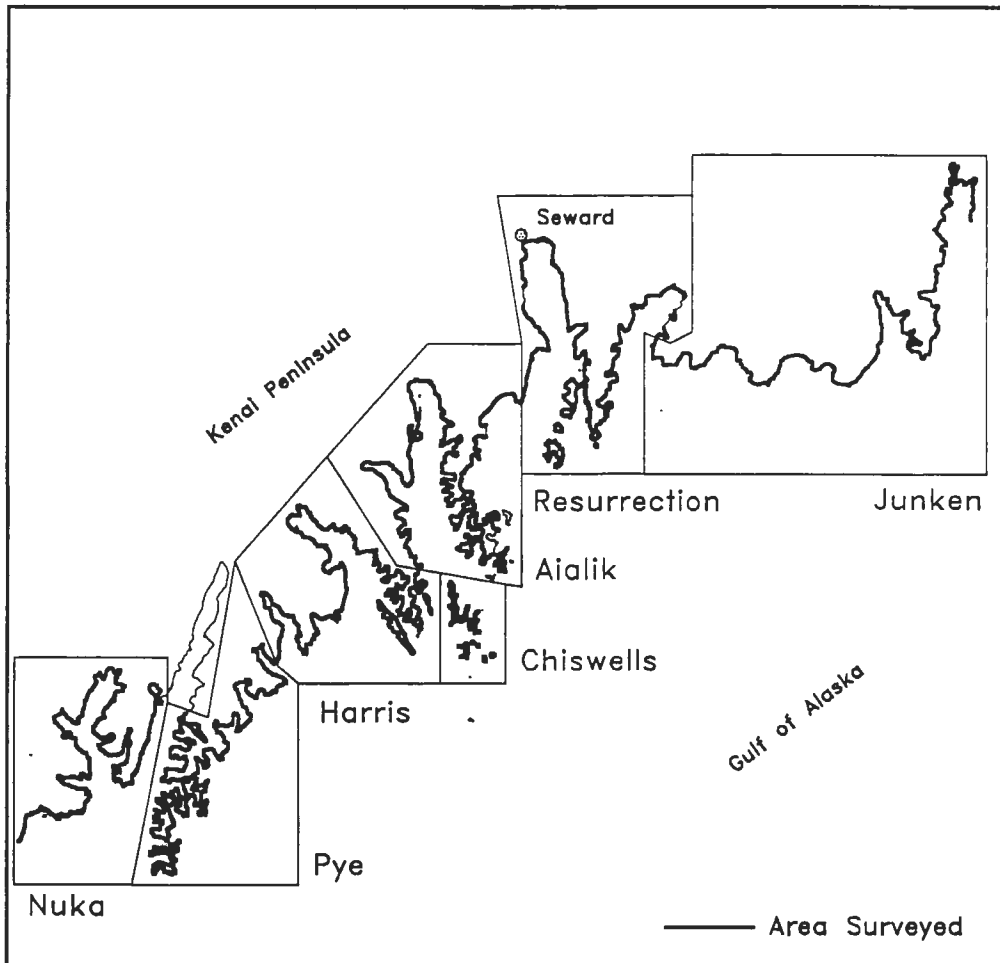 Seward
Kenai Peninsula
Resurrection
Junken
Aialik
Chiswells
Harris
Gulf of Alaska
Pye
Nuka
Area Surveyed